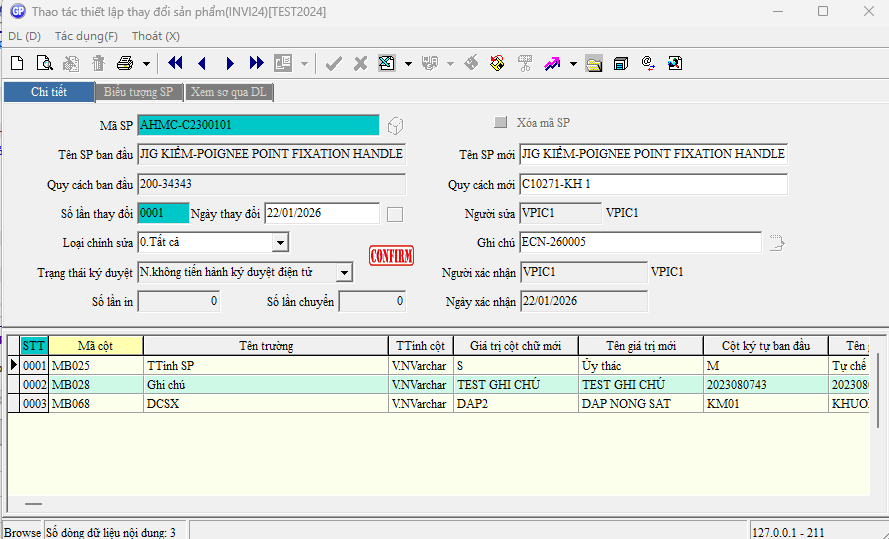 GP Thao tác thiết lập thay đổi sản phẩm(INVI24)[TEST2024]
DL (D) Tác dụng(F) Thoát (X)
Chi tiết Biểu tượng SP Xem sơ qua DL
Mã SP AHMC-C2300101 Xóa mã SP
Tên SP ban đầu JIG KIỂM-POIGNEE POINT FIXATION HANDLE Tên SP mới JIG KIỂM-POIGNEE POINT FIXATION HANDLE
Quy cách ban đầu 200-34343 Quy cách mới C10271-KH 1
Số lần thay đổi 0001 Ngày thay đổi 22/01/2026 Người sửa VPIC1 VPIC1
Loại chỉnh sửa 0.Tất cả CONFIRM Ghi chú ECN-260005
Trạng thái ký duyệt N.không tiến hành ký duyệt điện tử Người xác nhận VPIC1 VPIC1
Số lần in 0 Số lần chuyển 0 Ngày xác nhận 22/01/2026
STT Mã cột Tên trường TTính cột Giá trị cột chữ mới Tên giá trị mới Cột ký tự ban đầu Tên
0001 MB025 TTính SP V.NVarchar S Ủy thác M Tự chế
0002 MB028 Ghi chú V.NVarchar TEST GHI CHÚ TEST GHI CHÚ 2023080743 202308
0003 MB068 DCSX V.NVarchar DAP2 DAP NONG SAT KM01 KHUO
Browse Số dòng dữ liệu nội dung: 3 127.0.0.1 - 211